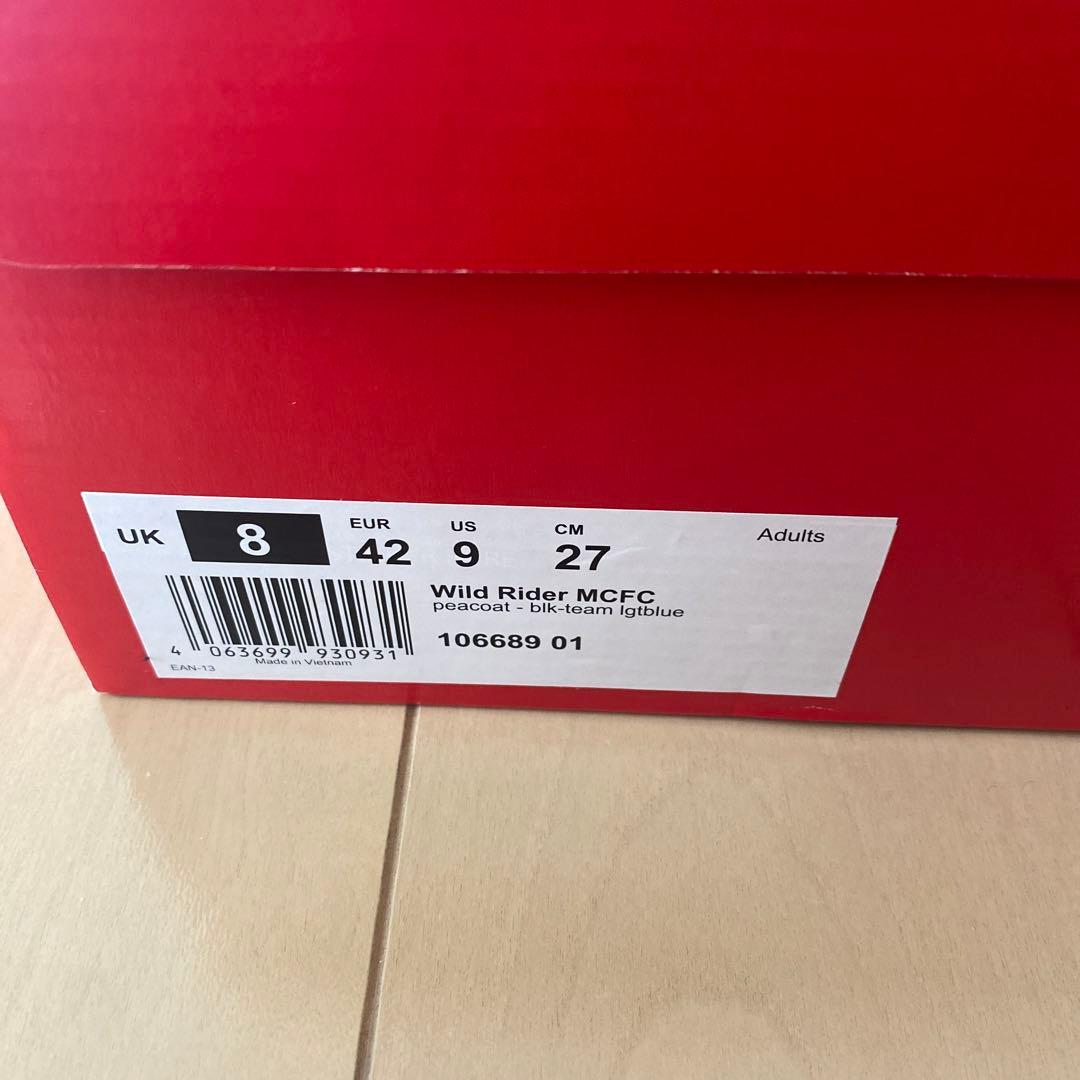 UK 8 EUR 42 US 9 CM 27 Adults
Wild Rider MCFC
peacoat - blk-team lgtblue
106689 01
4 063699 930931
EAN-13 Made in Vietnam